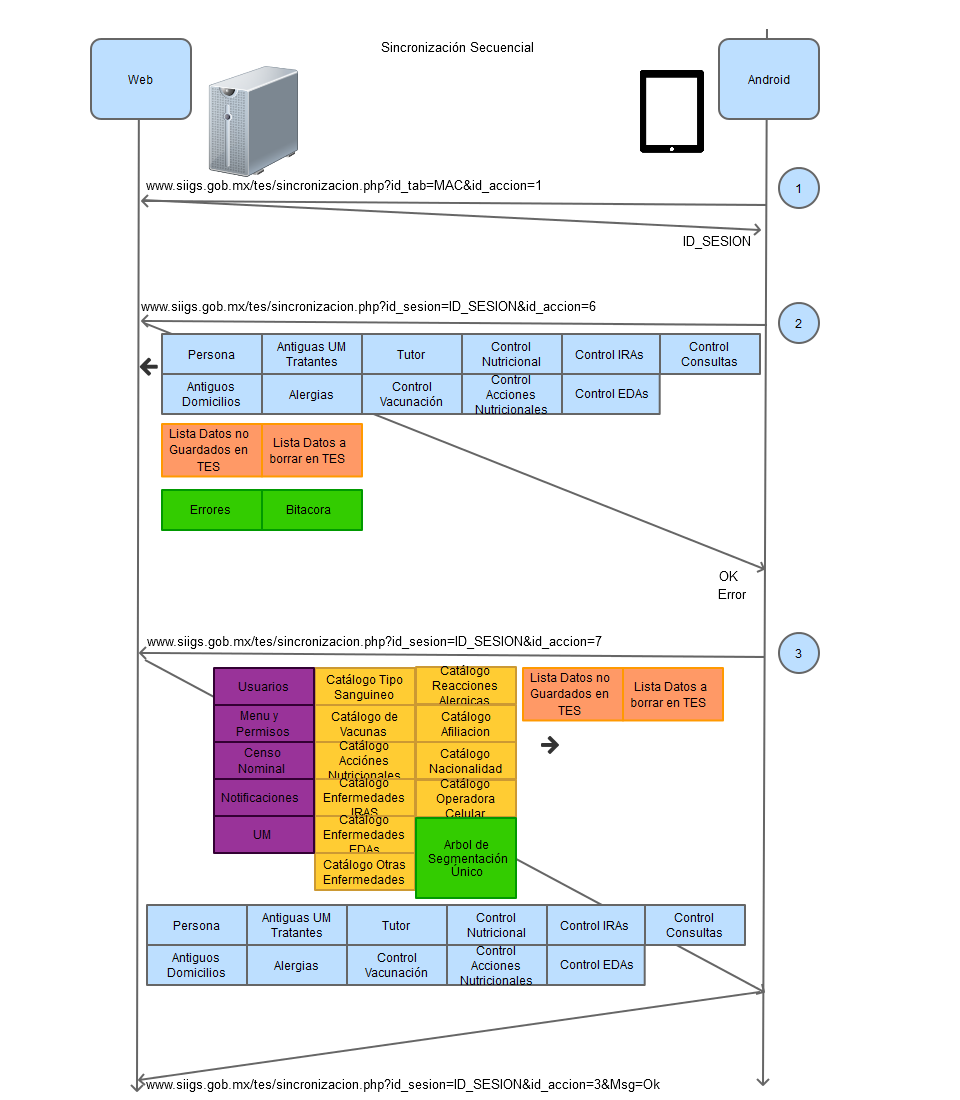 Sincronización Secuencial
Web
Android
www.siigs.gob.mx/tes/sincronizacion.php?id_tab=MAC&id_accion=1
1
ID_SESION
www.siigs.gob.mx/tes/sincronizacion.php?id_sesion=ID_SESION&id_accion=6
2
Persona
Antiguas UM
Tratantes
Tutor
Control
Nutricional
Control IRAs
Control
Consultas
Antiguos
Domicilios
Alergias
Control
Vacunación
Control
Acciones
Nutricionales
Control EDAs
Lista Datos no
Guardados en
TES
Lista Datos a
borrar en TES
Errores
Bitacora
OK
Error
www.siigs.gob.mx/tes/sincronizacion.php?id_sesion=ID_SESION&id_accion=7
3
Usuarios
Catálogo Tipo
Sanguineo
Catálogo
Reacciones
Alergicas
Lista Datos no
Guardados en
TES
Lista Datos a
borrar en TES
Menu y
Permisos
Catálogo de
Vacunas
Catálogo
Afiliacion
Censo
Nominal
Catálogo
Acciónes
Nutricionales
Catálogo
Nacionalidad
Notificaciones
Catálogo
Enfermedades
IRAS
Catálogo
Operadora
Celular
UM
Catálogo
Enfermedades
EDAs
Arbol de
Segmentación
Único
Catálogo Otras
Enfermedades
Persona
Antiguas UM
Tratantes
Tutor
Control
Nutricional
Control IRAs
Control
Consultas
Antiguos
Domicilios
Alergias
Control
Vacunación
Control
Acciones
Nutricionales
Control EDAs
www.siigs.gob.mx/tes/sincronizacion.php?id_sesion=ID_SESION&id_accion=3&Msg=Ok